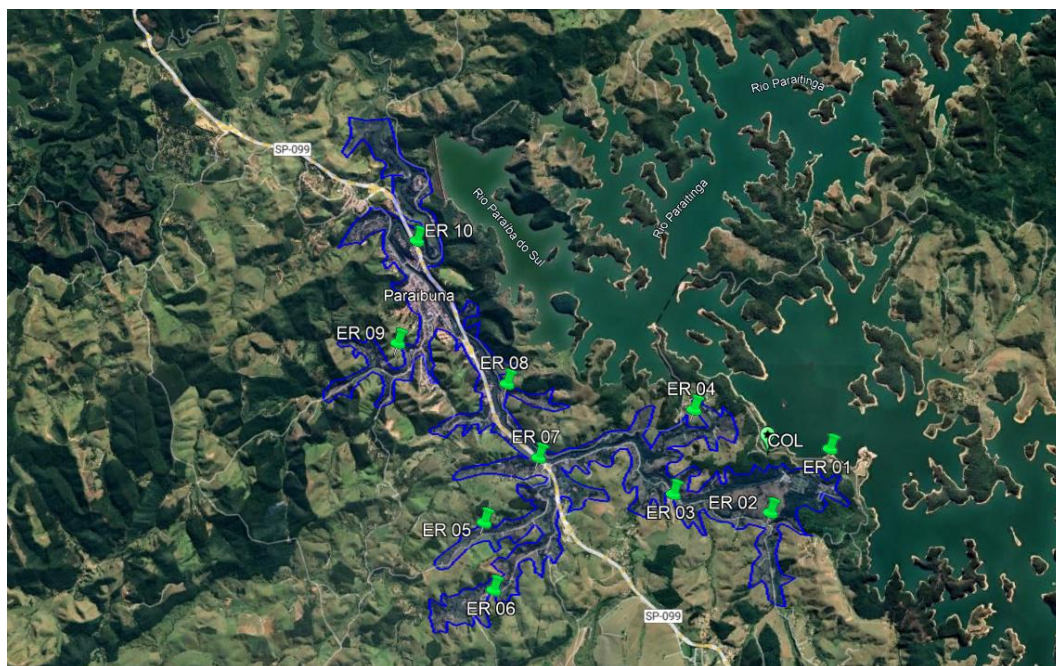 Rio Paraitinga
SP-099
Rio Paraiba do Sul
Rio Paraitinga
ER 10
Paraibuna
ER 09
ER 08
ER 04
COL
ER 07
ER 01
ER 03
ER 02
ER 05
ER 06
SP-099